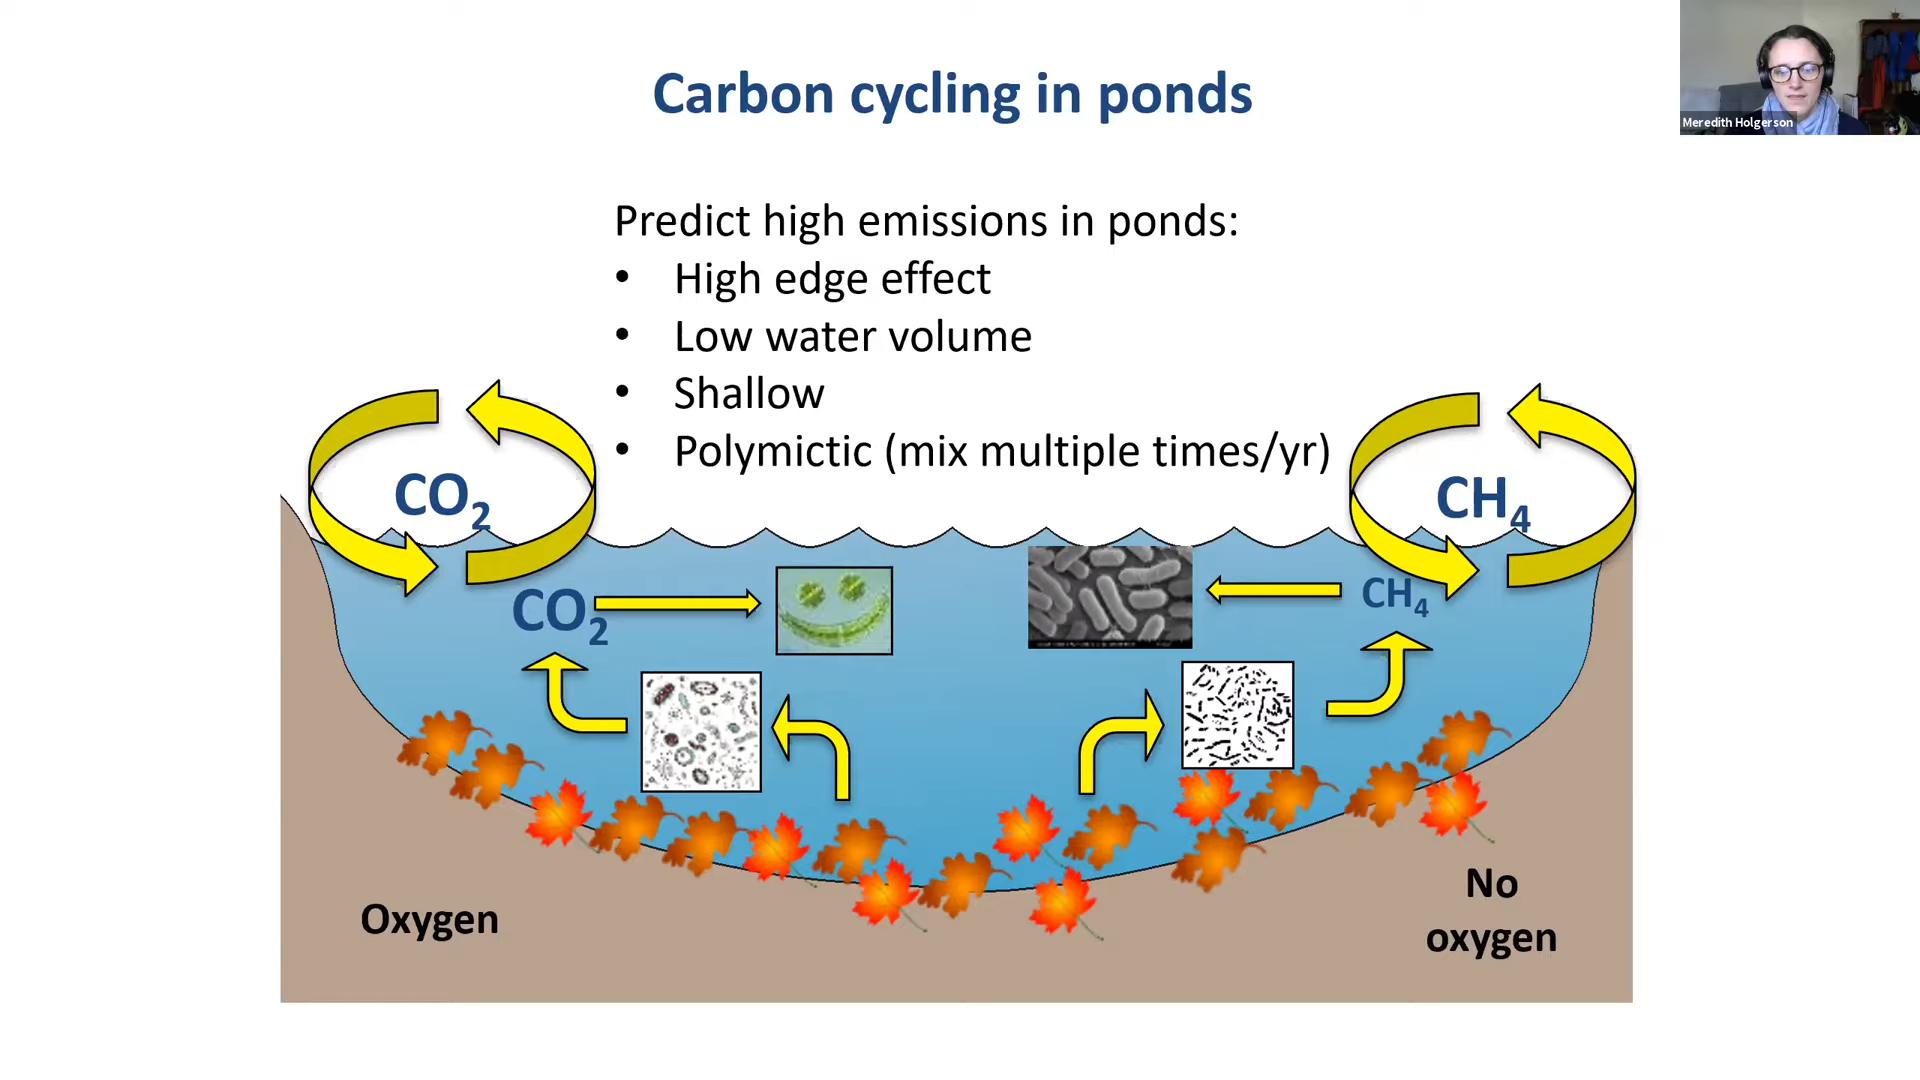 Carbon cycling in ponds
Meredith Holgerson
Predict high emissions in ponds:
• High edge effect
• Low water volume
• Shallow
• Polymictic (mix multiple times/yr)
CO₂
CH₄
CO₂
CH₄
Oxygen
No
oxygen